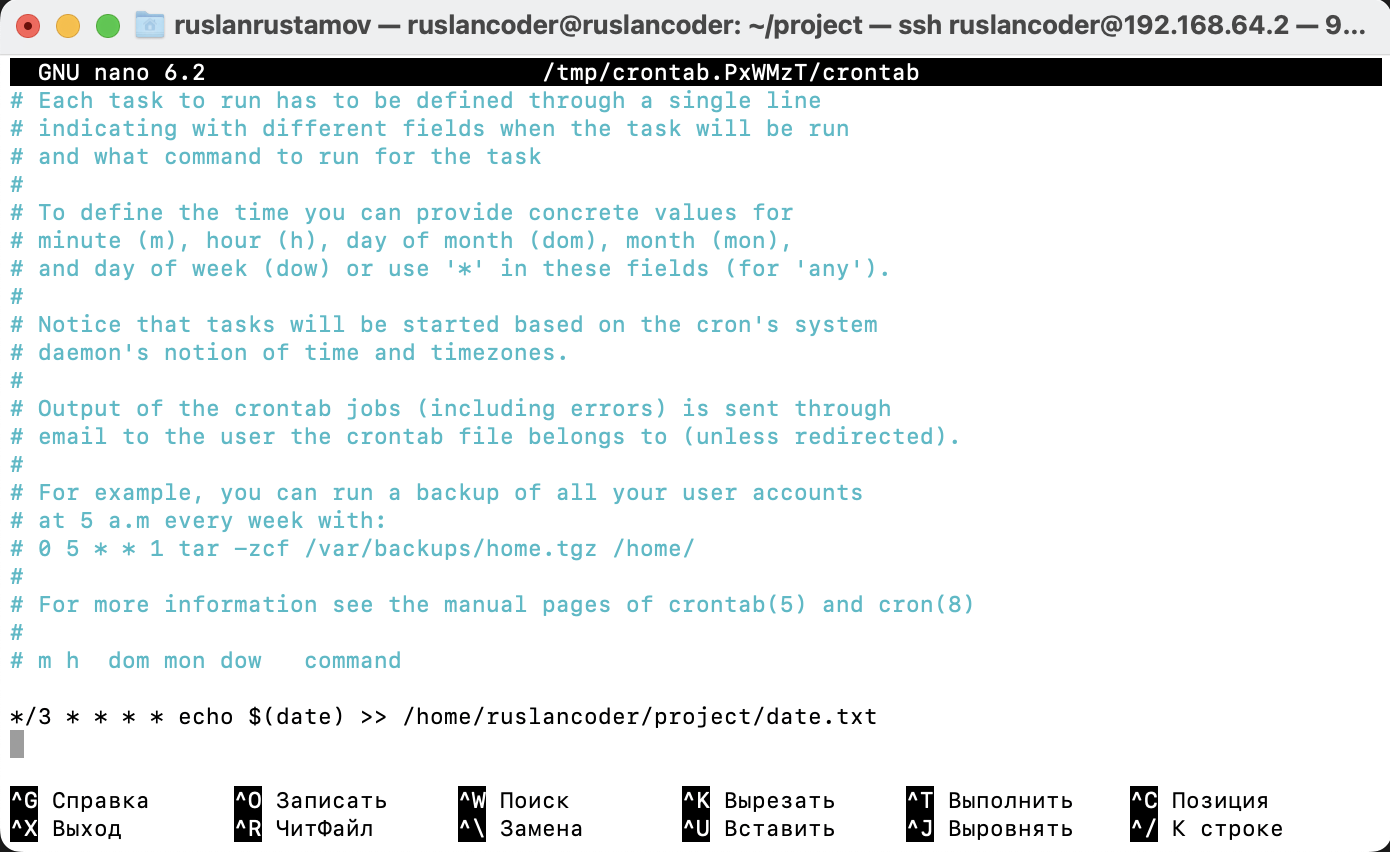 ruslanrustamov — ruslancoder@ruslancoder: ~/project — ssh ruslancoder@192.168.64.2 — 9...
GNU nano 6.2 /tmp/crontab.PxWMzT/crontab
# Each task to run has to be defined through a single line
# indicating with different fields when the task will be run
# and what command to run for the task
#
# To define the time you can provide concrete values for
# minute (m), hour (h), day of month (dom), month (mon),
# and day of week (dow) or use '*' in these fields (for 'any').
#
# Notice that tasks will be started based on the cron's system
# daemon's notion of time and timezones.
#
# Output of the crontab jobs (including errors) is sent through
# email to the user the crontab file belongs to (unless redirected).
#
# For example, you can run a backup of all your user accounts
# at 5 a.m every week with:
# 0 5 * * 1 tar -zcf /var/backups/home.tgz /home/
#
# For more information see the manual pages of crontab(5) and cron(8)
#
# m h  dom mon dow   command
*/3 * * * * echo $(date) >> /home/ruslancoder/project/date.txt
^G Справка ^O Записать ^W Поиск ^K Вырезать ^T Выполнить ^C Позиция
^X Выход ^R ЧитФайл ^\ Замена ^U Вставить ^J Выровнять ^/ К строке